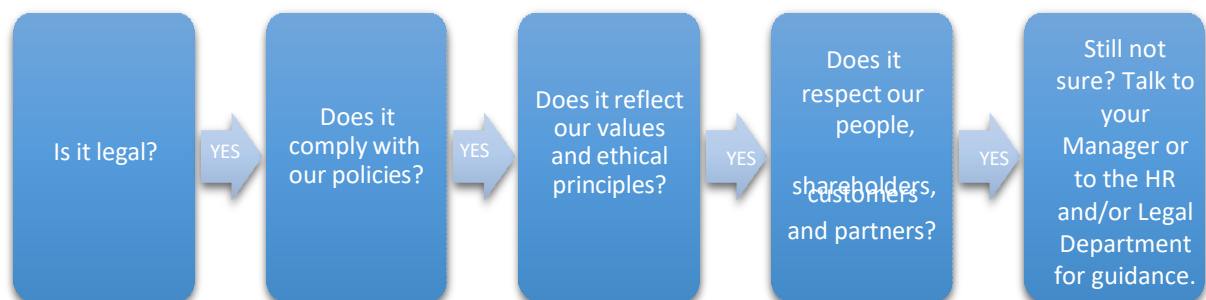 Is it legal?
YES
Does it
comply with
our policies?
YES
Does it reflect
our values
and ethical
principles?
YES
Does it
respect our
people,
shareholders,
customers
and partners?
YES
Still not
sure? Talk to
your
Manager or
to the HR
and/or Legal
Department
for guidance.